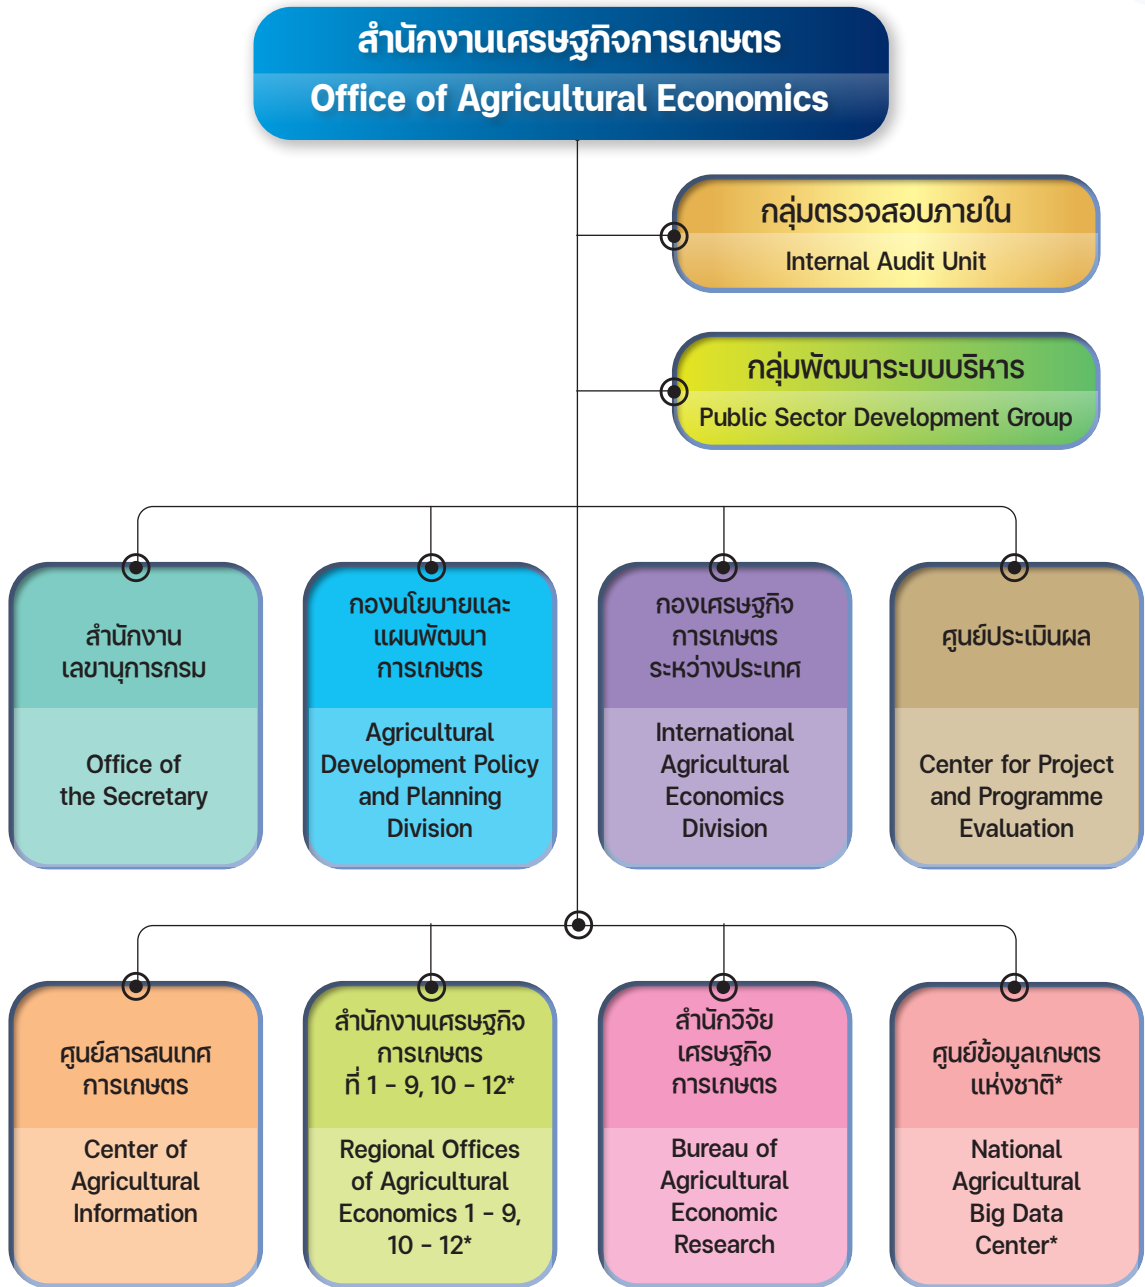 สำนักงานเศรษฐกิจการเกษตร
Office of Agricultural Economics
กลุ่มตรวจสอบภายใน
Internal Audit Unit
กลุ่มพัฒนาระบบบริหาร
Public Sector Development Group
สำนักงาน
เลขานุการกรม
Office of
the Secretary
กองนโยบายและ
แผนพัฒนา
การเกษตร
Agricultural
Development Policy
and Planning
Division
กองเศรษฐกิจ
การเกษตร
ระหว่างประเทศ
International
Agricultural
Economics
Division
ศูนย์ประเมินผล
Center for Project
and Programme
Evaluation
ศูนย์สารสนเทศ
การเกษตร
Center of
Agricultural
Information
สำนักงานเศรษฐกิจ
การเกษตร
ที่ 1 - 9, 10 - 12*
Regional Offices
of Agricultural
Economics 1 - 9,
10 - 12*
สำนักวิจัย
เศรษฐกิจ
การเกษตร
Bureau of
Agricultural
Economic
Research
ศูนย์ข้อมูลเกษตร
แห่งชาติ*
National
Agricultural
Big Data
Center*